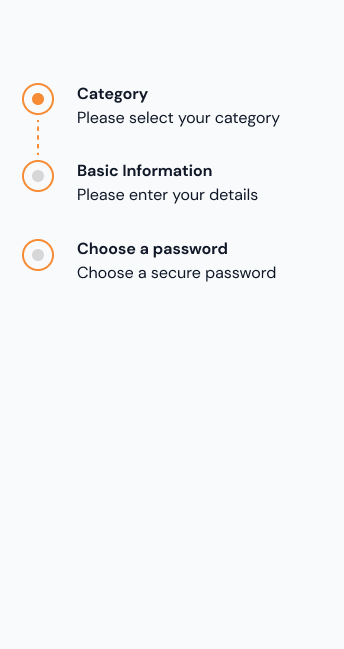 Category
Please select your category
Basic Information
Please enter your details
Choose a password
Choose a secure password